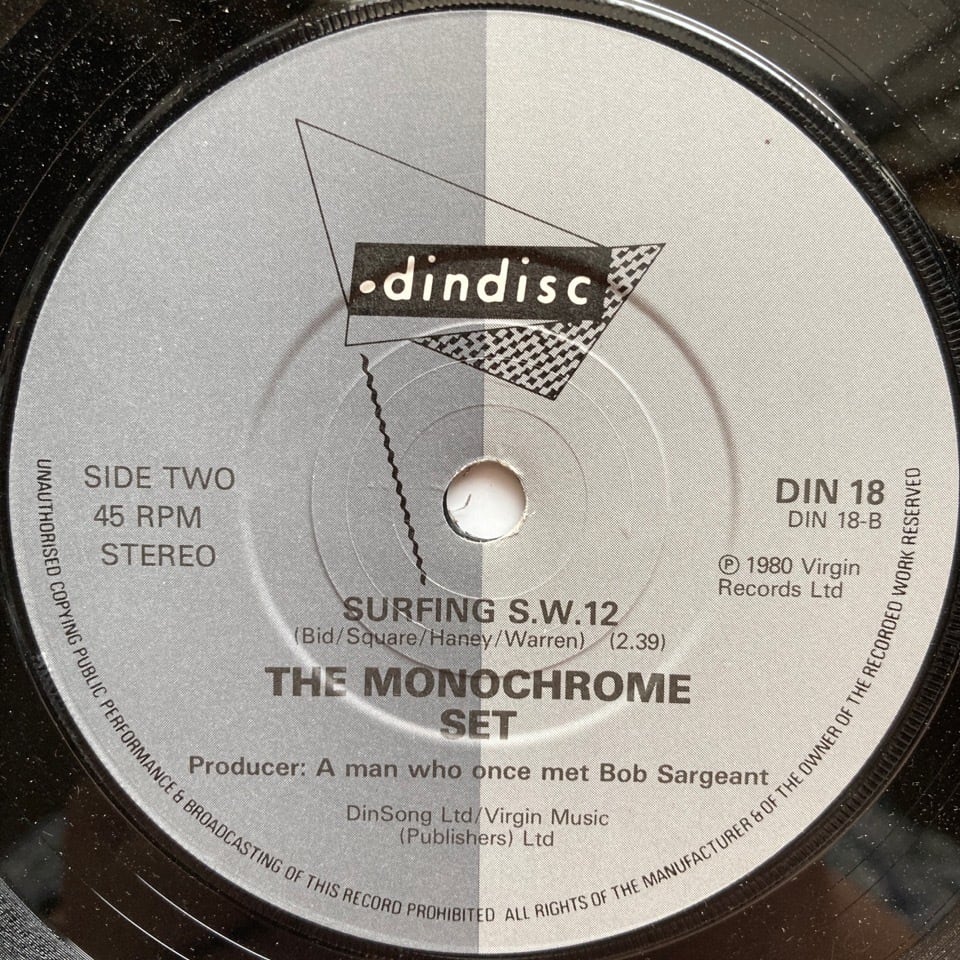 .dindisc
SIDE TWO
45 RPM
STEREO
DIN 18
DIN 18-B
℗ 1980 Virgin
Records Ltd
SURFING S.W.12
(Bid/Square/Haney/Warren) (2.39)
THE MONOCHROME
SET
Producer: A man who once met Bob Sargeant
DinSong Ltd/Virgin Music
(Publishers) Ltd
UNAUTHORISED COPYING PUBLIC PERFORMANCE & BROADCASTING OF THIS RECORD PROHIBITED ALL RIGHTS OF THE MANUFACTURER & OF THE OWNER OF THE RECORDED WORK RESERVED